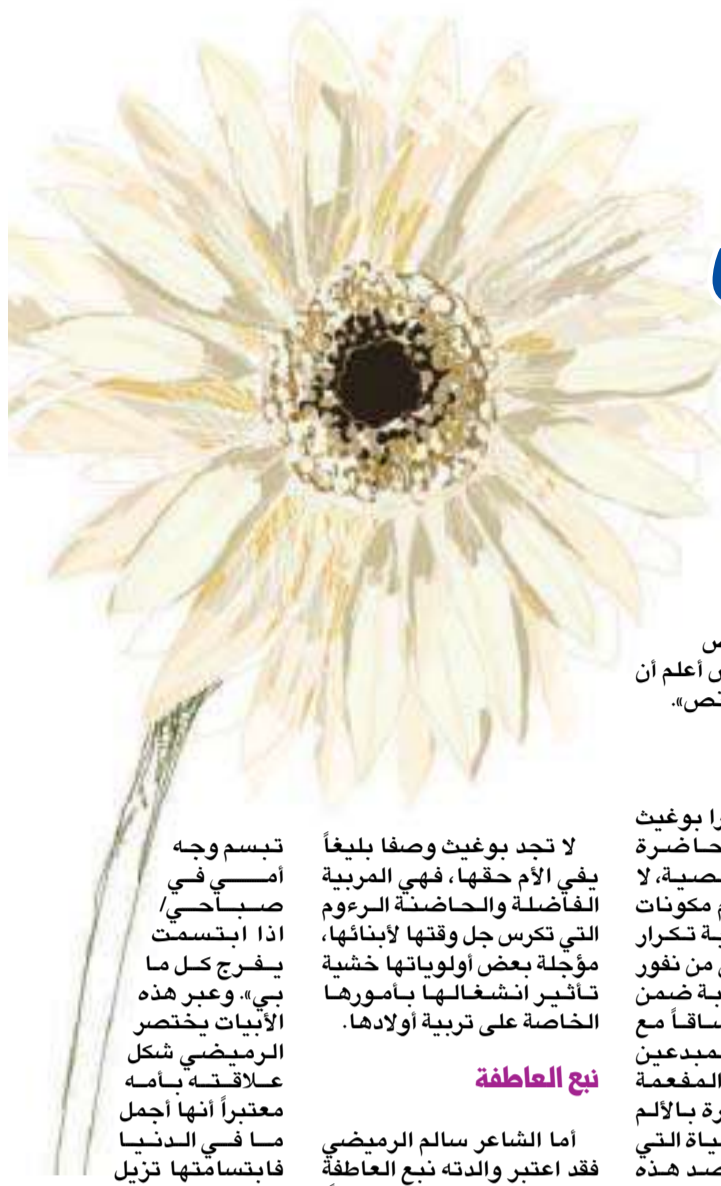 أعلم أن
را بوغيث
حاضرة
صية، لا
م مكونات
ية تكرار
من نفور
بة ضمن
ساقاً مع
مبدعين
المفعمة
رة بالألم
ياة التي
صد هذه
لا تجد بوغيث وصفا بليغاً
يفي الأم حقها، فهي المربية
الفاضلة والحاضنة الرءوم
التي تكرس جل وقتها لأبنائها،
مؤجلة بعض أولوياتها خشية
تأثير انشغالها بأمورها
الخاصة على تربية أولادها.
نبع العاطفة
أما الشاعر سالم الرميضي
فقد اعتبر والدته نبع العاطفة
تبسم وجه
أمي في
صباحي/
اذا ابتسمت
يفرج كل ما
بي». وعبر هذه
الأبيات يختصر
الرميضي شكل
علاقته بأمه
معتبراً أنها أجمل
ما في الدنيا
فابتسامتها تزيل